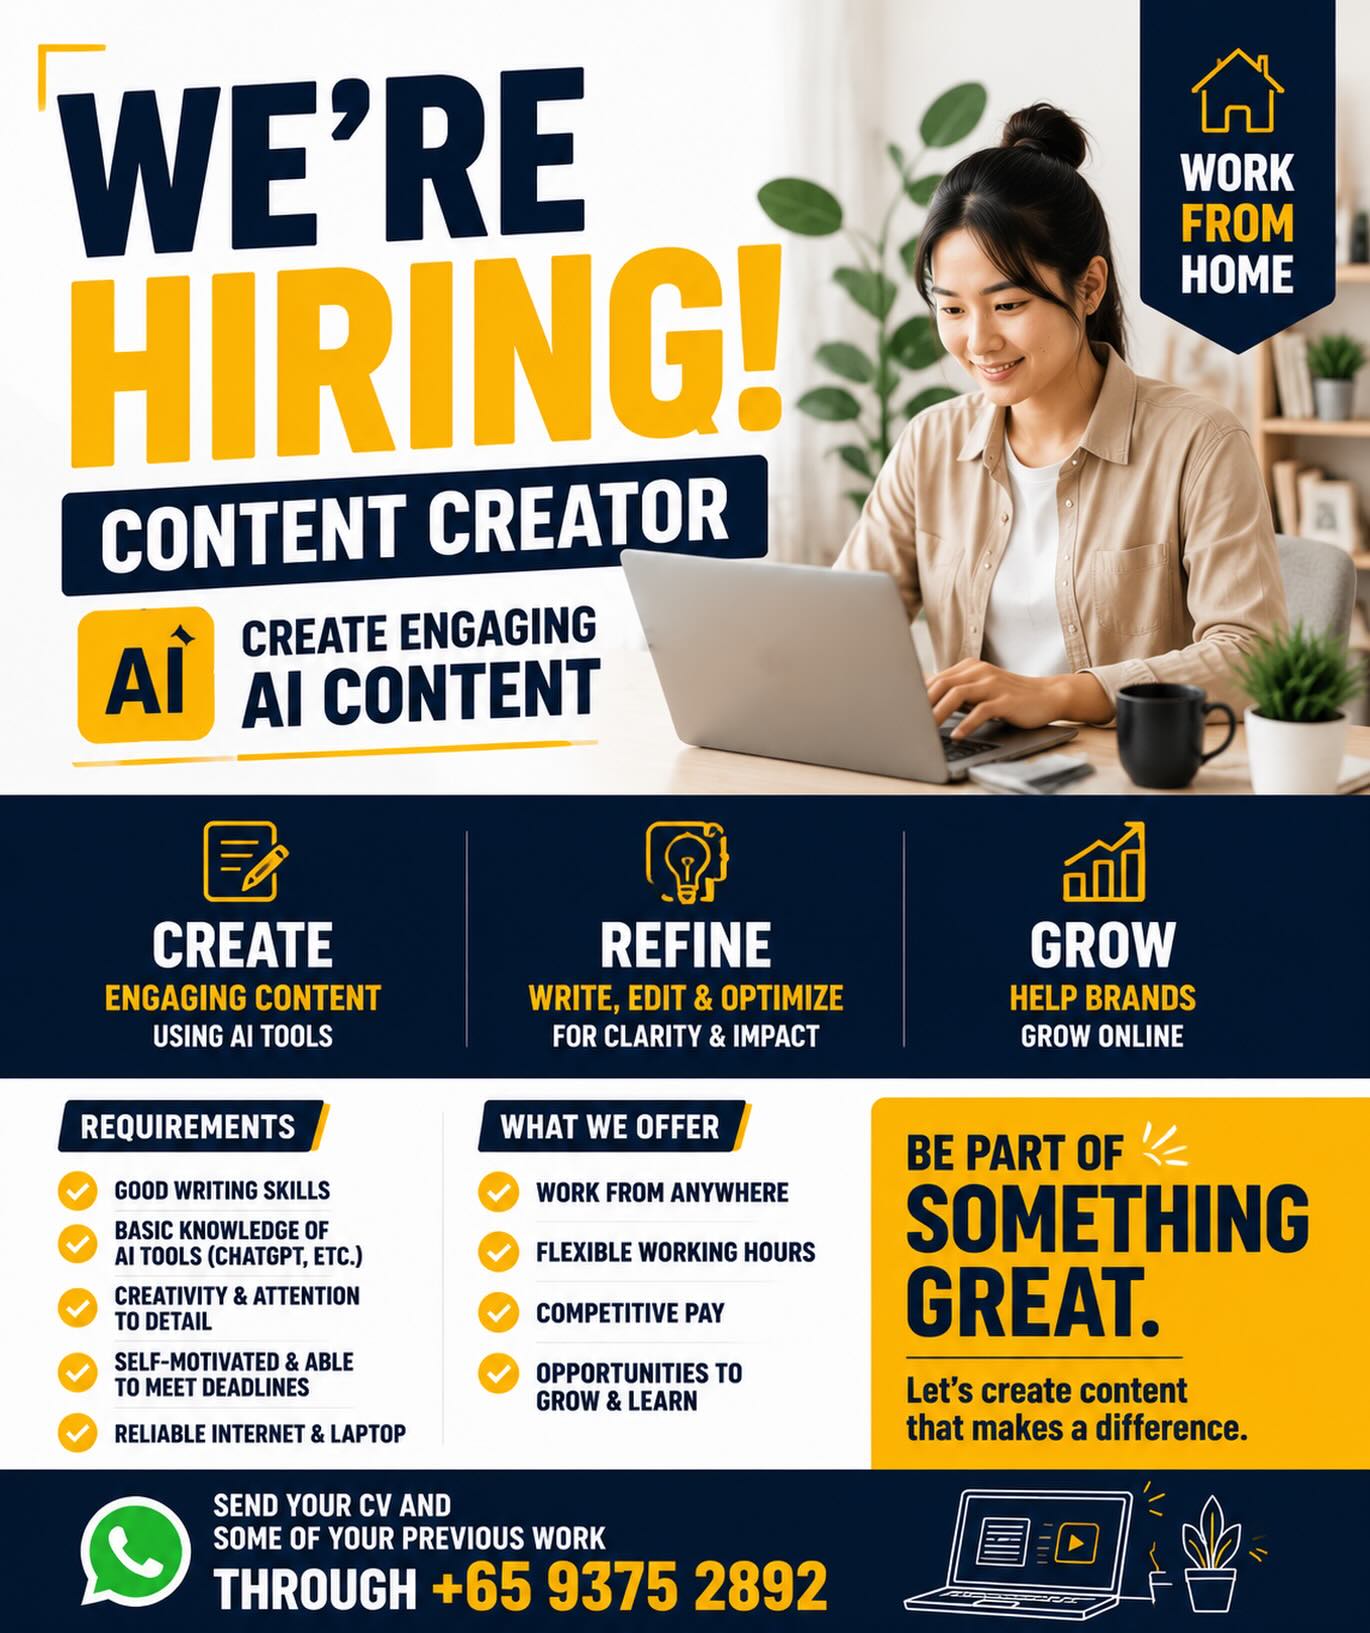 WE'RE
HIRING!
CONTENT CREATOR
AI
CREATE ENGAGING
AI CONTENT
WORK
FROM
HOME
CREATE
ENGAGING CONTENT
USING AI TOOLS
REFINE
WRITE, EDIT & OPTIMIZE
FOR CLARITY & IMPACT
GROW
HELP BRANDS
GROW ONLINE
REQUIREMENTS
GOOD WRITING SKILLS
BASIC KNOWLEDGE OF
AI TOOLS (CHATGPT, ETC.)
CREATIVITY & ATTENTION
TO DETAIL
SELF-MOTIVATED & ABLE
TO MEET DEADLINES
RELIABLE INTERNET & LAPTOP
WHAT WE OFFER
WORK FROM ANYWHERE
FLEXIBLE WORKING HOURS
COMPETITIVE PAY
OPPORTUNITIES TO
GROW & LEARN
BE PART OF
SOMETHING
GREAT.
Let's create content
that makes a difference.
SEND YOUR CV AND
SOME OF YOUR PREVIOUS WORK
THROUGH +65 9375 2892